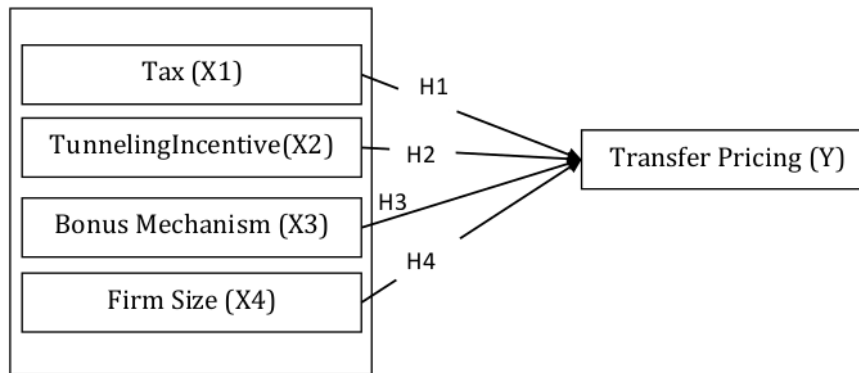 Tax (X1)
H1
TunnelingIncentive(X2)
H2
Transfer Pricing (Y)
Bonus Mechanism (X3)
H3
H4
Firm Size (X4)